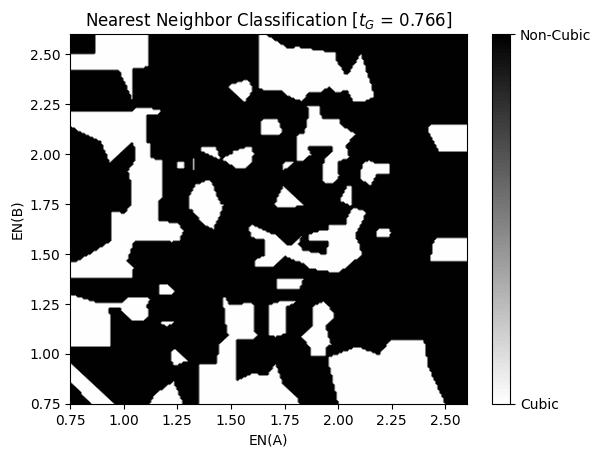 Nearest Neighbor Classification [t_G = 0.766]
Non-Cubic
Cubic
2.50
2.25
2.00
1.75
1.50
1.25
1.00
0.75
EN(B)
0.75 1.00 1.25 1.50 1.75 2.00 2.25 2.50
EN(A)